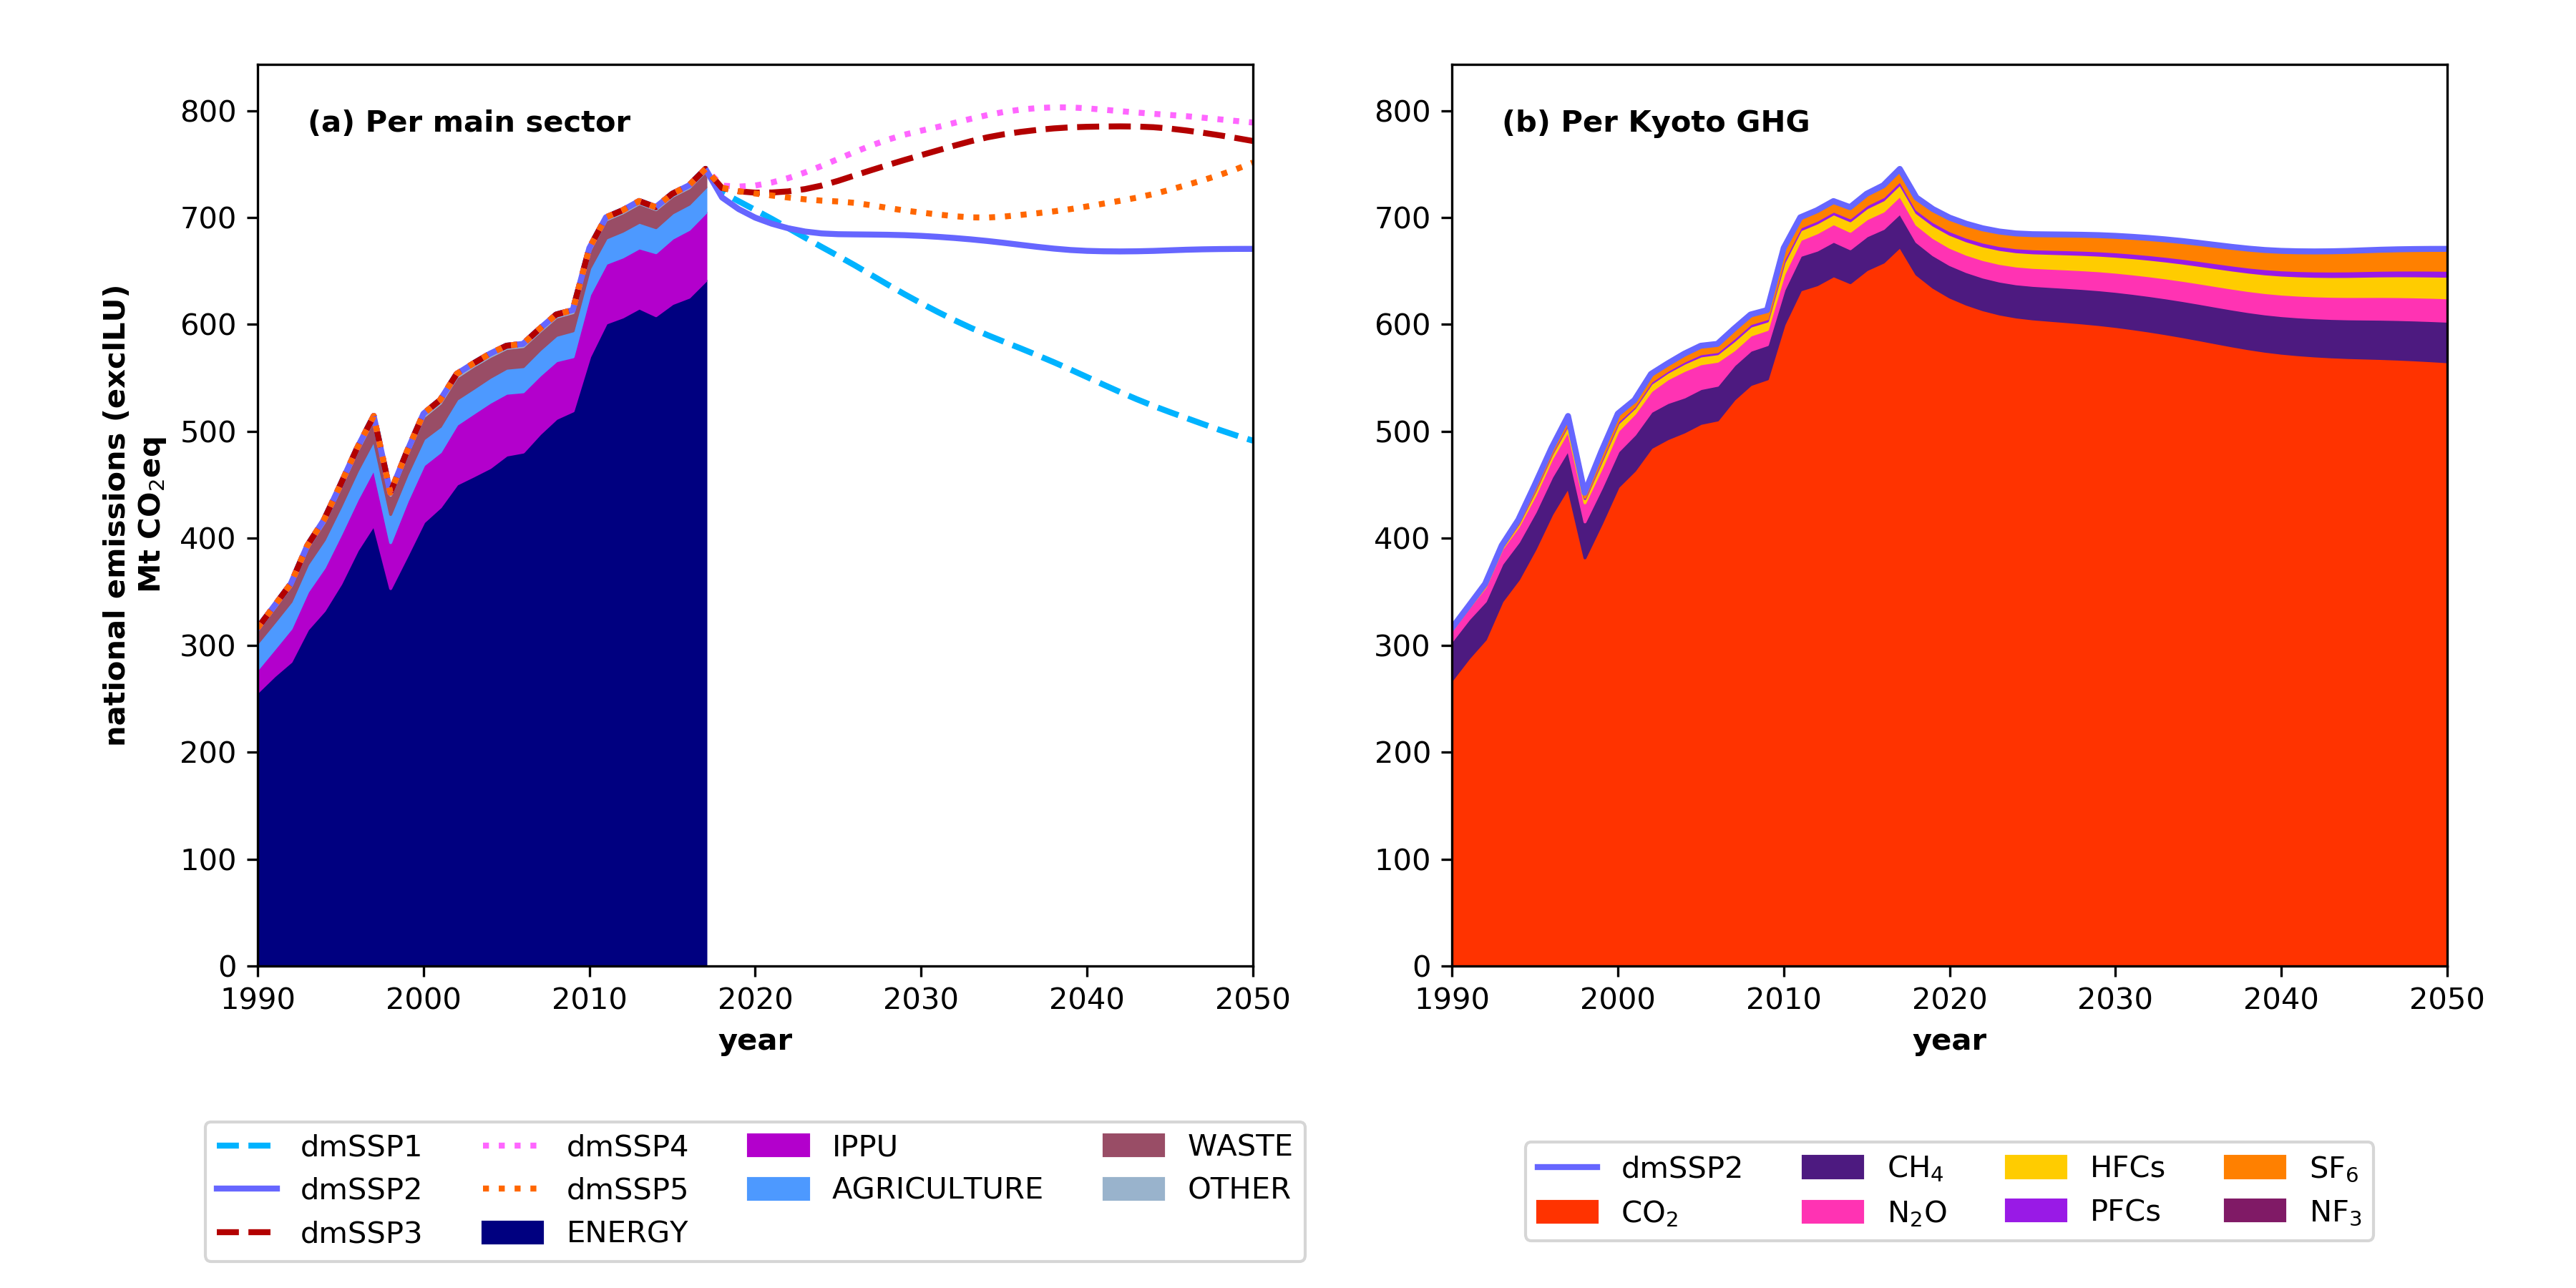 (a) Per main sector
national emissions (exclLU)
Mt CO₂eq
800
700
600
500
400
300
200
100
0
1990 2000 2010 2020 2030 2040 2050
year
dmSSP1 dmSSP4 IPPU WASTE
dmSSP2 dmSSP5 AGRICULTURE OTHER
dmSSP3 ENERGY
(b) Per Kyoto GHG
800
700
600
500
400
300
200
100
0
1990 2000 2010 2020 2030 2040 2050
year
dmSSP2 CH₄ HFCs SF₆
CO₂ N₂O PFCs NF₃